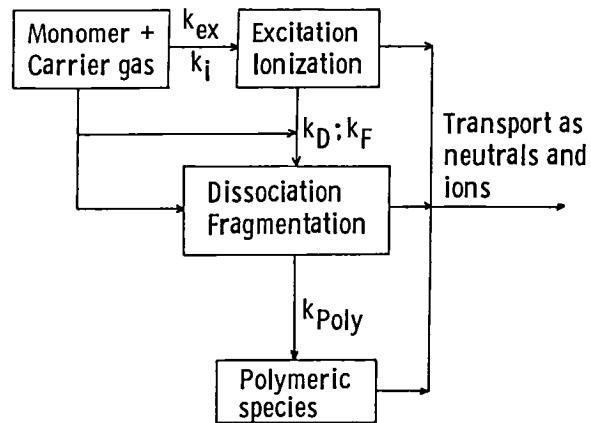 Monomer +
Carrier gas
k_ex
k_i
Excitation
Ionization
k_D ; k_F
Transport as
neutrals and
ions
Dissociation
Fragmentation
k_Poly
Polymeric
species